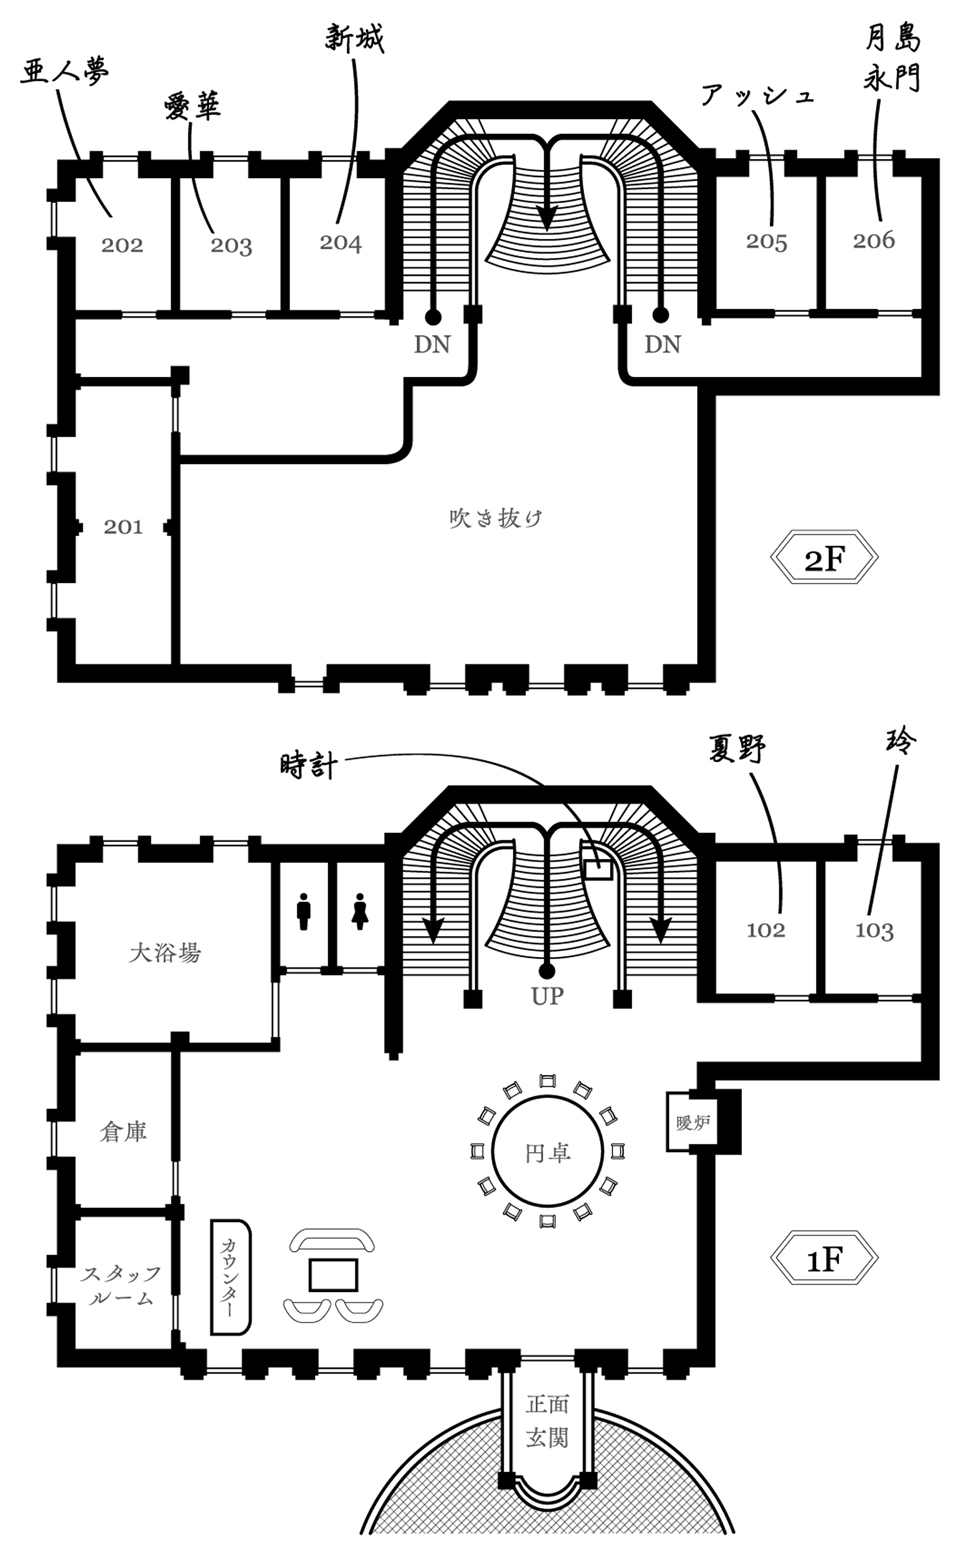 新城
月島
永門
亜人夢
愛華
アッシュ
202
203
204
205
206
DN
DN
201
吹き抜け
2F
時計
夏野
玲
大浴場
102
103
UP
倉庫
円卓
暖炉
カウンター
スタッフ
ルーム
1F
正面
玄関